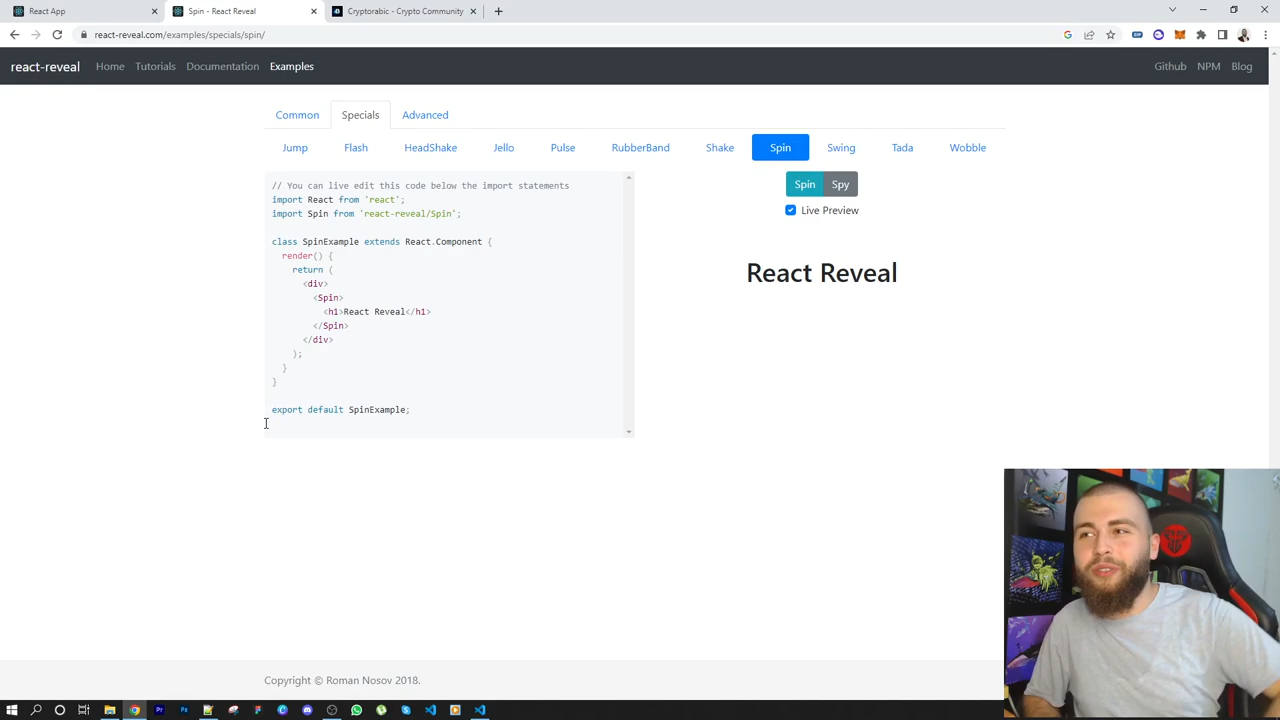 React App
Spin - React Reveal
Cryptorabic - Crypto Community
react-reveal.com/examples/specials/spin/
react-reveal Home Tutorials Documentation Examples Github NPM Blog
Common Specials Advanced
Jump Flash HeadShake Jello Pulse RubberBand Shake Spin Swing Tada Wobble
// You can live edit this code below the import statements
import React from 'react';
import Spin from 'react-reveal/Spin';
class SpinExample extends React.Component {
render() {
return (
<div>
<Spin>
<h1>React Reveal</h1>
</Spin>
</div>
);
}
}
export default SpinExample;
Spin Spy
Live Preview
React Reveal
Copyright © Roman Nosov 2018.